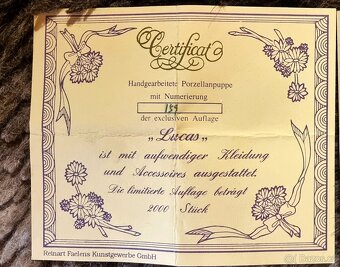 Certificat
Handgearbeitete Porzellanpuppe
mit Numerierung
159
der exclusiven Auflage
„Lucas"
ist mit aufwendiger Kleidung
und Accessoires ausgestattet.
Die limitierte Auflage beträgt
2000 Stück
Reinart Faelens Kunstgewerbe GmbH